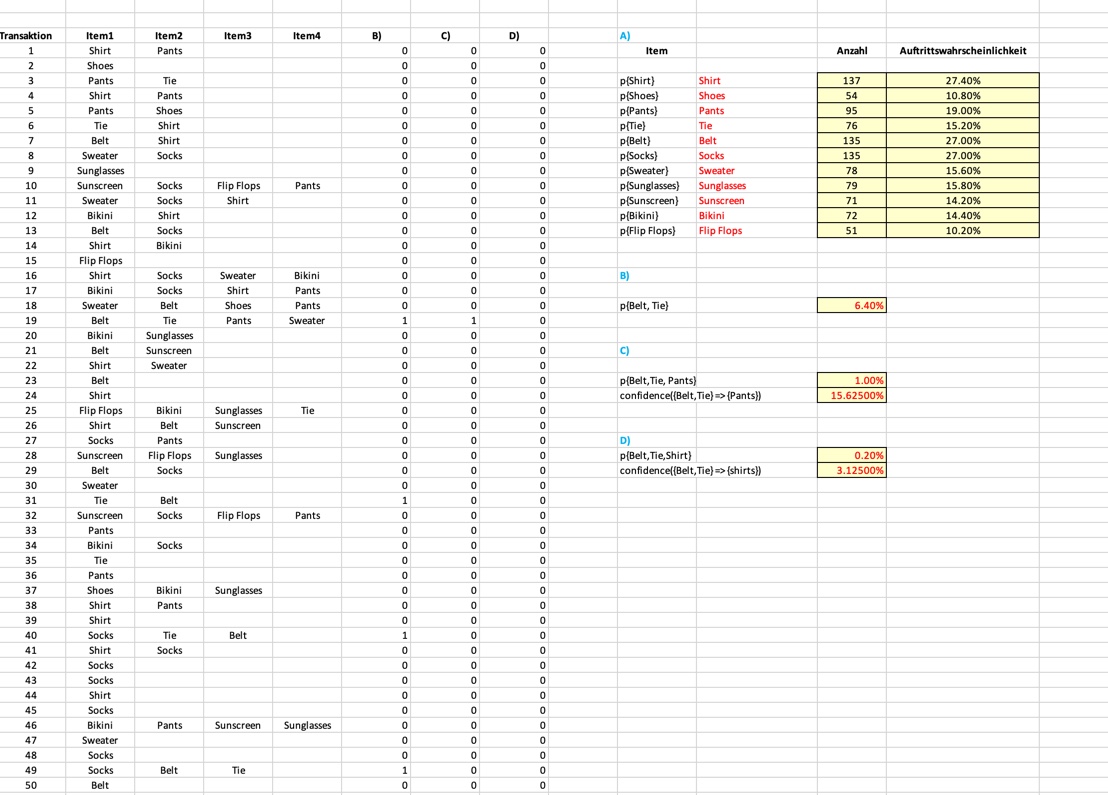 Transaktion Item1 Item2 Item3 Item4 B) C) D) A)
1 Shirt Pants 0 0 0 Item Anzahl Auftrittswahrscheinlichkeit
2 Shoes 0 0 0
3 Pants Tie 0 0 0 p{Shirt} Shirt 137 27.40%
4 Shirt Pants 0 0 0 p{Shoes} Shoes 54 10.80%
5 Pants Shoes 0 0 0 p{Pants} Pants 95 19.00%
6 Tie Shirt 0 0 0 p{Tie} Tie 76 15.20%
7 Belt Shirt 0 0 0 p{Belt} Belt 135 27.00%
8 Sweater Socks 0 0 0 p{Socks} Socks 135 27.00%
9 Sunglasses 0 0 0 p{Sweater} Sweater 78 15.60%
10 Sunscreen Socks Flip Flops Pants 0 0 0 p{Sunglasses} Sunglasses 79 15.80%
11 Sweater Socks Shirt 0 0 0 p{Sunscreen} Sunscreen 71 14.20%
12 Bikini Shirt 0 0 0 p{Bikini} Bikini 72 14.40%
13 Belt Socks 0 0 0 p{Flip Flops} Flip Flops 51 10.20%
14 Shirt Bikini 0 0 0
15 Flip Flops 0 0 0
16 Shirt Socks Sweater Bikini 0 0 0 B)
17 Bikini Socks Shirt Pants 0 0 0
18 Sweater Belt Shoes Pants 0 0 0 p{Belt, Tie} 6.40%
19 Belt Tie Pants Sweater 1 1 0
20 Bikini Sunglasses 0 0 0
21 Belt Sunscreen 0 0 0 C)
22 Shirt Sweater 0 0 0
23 Belt 0 0 0 p{Belt,Tie, Pants} 1.00%
24 Shirt 0 0 0 confidence({Belt,Tie} => {Pants}) 15.62500%
25 Flip Flops Bikini Sunglasses Tie 0 0 0
26 Shirt Belt Sunscreen 0 0 0
27 Socks Pants 0 0 0 D)
28 Sunscreen Flip Flops Sunglasses 0 0 0 p{Belt,Tie,Shirt} 0.20%
29 Belt Socks 0 0 0 confidence({Belt,Tie} => {shirts}) 3.12500%
30 Sweater 0 0 0
31 Tie Belt 1 0 0
32 Sunscreen Socks Flip Flops Pants 0 0 0
33 Pants 0 0 0
34 Bikini Socks 0 0 0
35 Tie 0 0 0
36 Pants 0 0 0
37 Shoes Bikini Sunglasses 0 0 0
38 Shirt Pants 0 0 0
39 Shirt 0 0 0
40 Socks Tie Belt 1 0 0
41 Shirt Socks 0 0 0
42 Socks 0 0 0
43 Socks 0 0 0
44 Shirt 0 0 0
45 Socks 0 0 0
46 Bikini Pants Sunscreen Sunglasses 0 0 0
47 Sweater 0 0 0
48 Socks 0 0 0
49 Socks Belt Tie 1 0 0
50 Belt 0 0 0